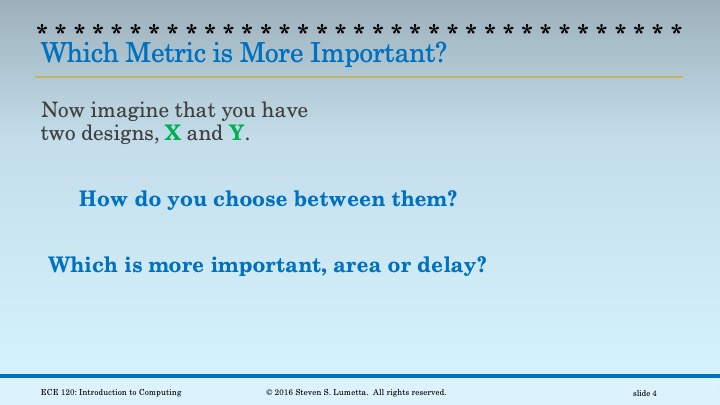 * * * * * * * * * * * * * * * * * * * * * * * * * * * * * * * * * * *
Which Metric is More Important?
Now imagine that you have
two designs, X and Y.
How do you choose between them?
Which is more important, area or delay?
ECE 120: Introduction to Computing © 2016 Steven S. Lumetta. All rights reserved. slide 4